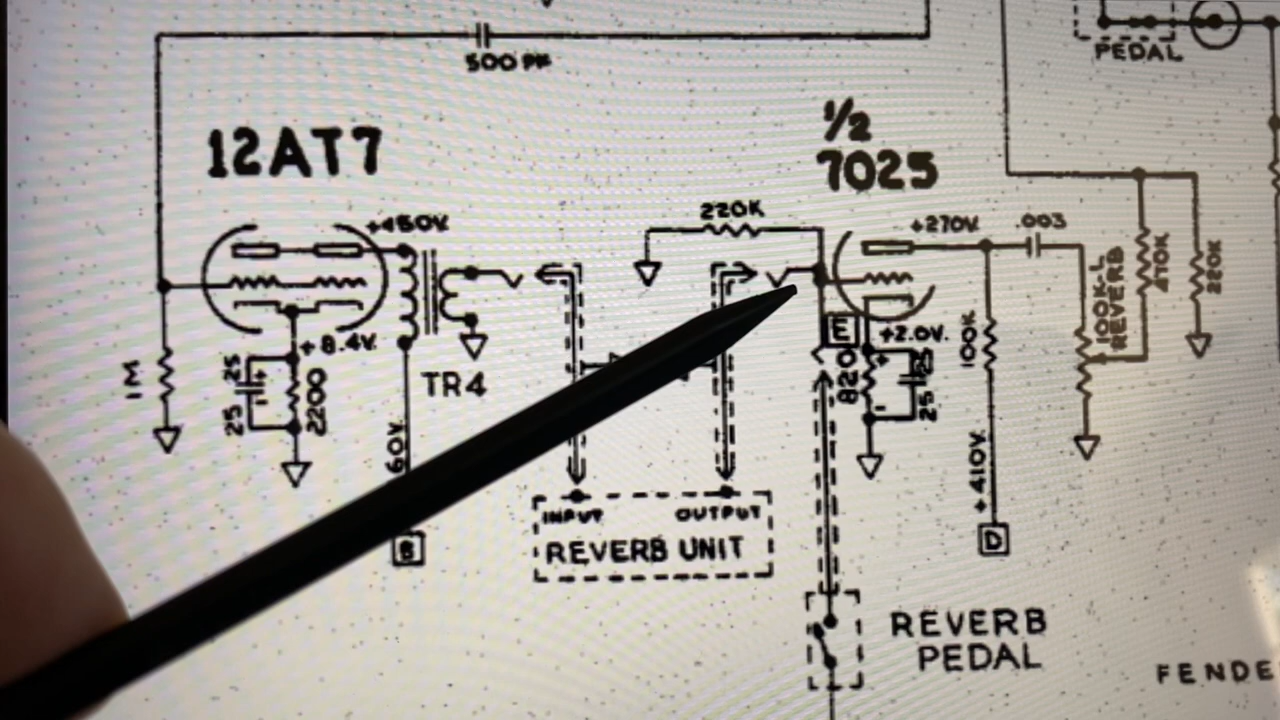 PEDAL
500 PF
1/2
7025
12AT7
220K
+450V.
+270V.
.003
470K
220K
100K-L
REVERB
E
+2.0V.
100K
+8.4V.
1M
25
25
2200
TR4
820
25
25
60V
+410V.
INPUT OUTPUT
REVERB UNIT
D
REVERB
PEDAL
FENDE